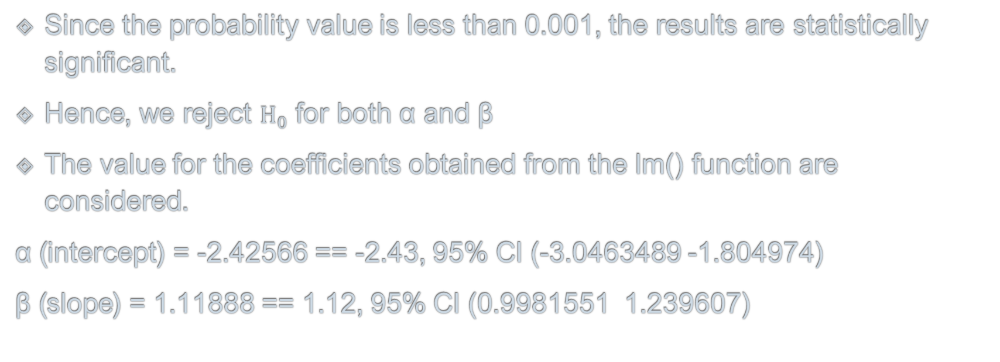 Since the probability value is less than 0.001, the results are statistically
significant.
Hence, we reject H₀ for both α and β
The value for the coefficients obtained from the lm() function are
considered.
α (intercept) = -2.42566 == -2.43, 95% CI (-3.0463489 -1.804974)
β (slope) = 1.11888 == 1.12, 95% CI (0.9981551  1.239607)